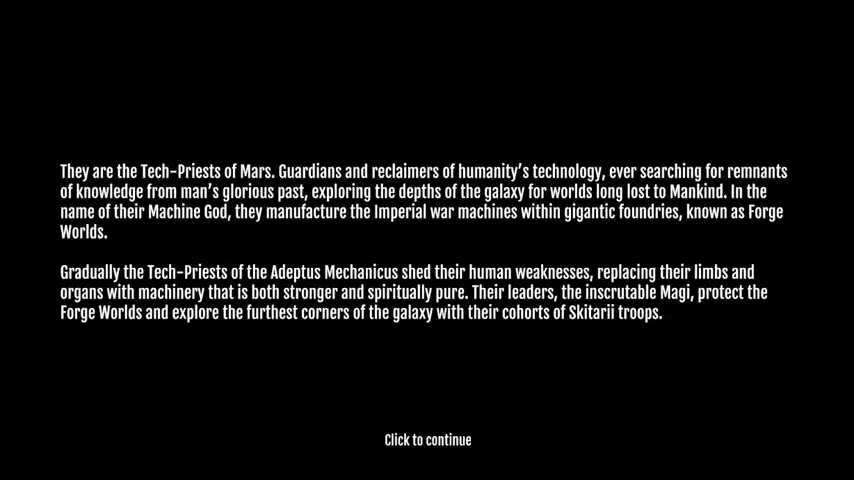 They are the Tech-Priests of Mars. Guardians and reclaimers of humanity's technology, ever searching for remnants
of knowledge from man's glorious past, exploring the depths of the galaxy for worlds long lost to Mankind. In the
name of their Machine God, they manufacture the Imperial war machines within gigantic foundries, known as Forge
Worlds.
Gradually the Tech-Priests of the Adeptus Mechanicus shed their human weaknesses, replacing their limbs and
organs with machinery that is both stronger and spiritually pure. Their leaders, the inscrutable Magi, protect the
Forge Worlds and explore the furthest corners of the galaxy with their cohorts of Skitarii troops.
Click to continue